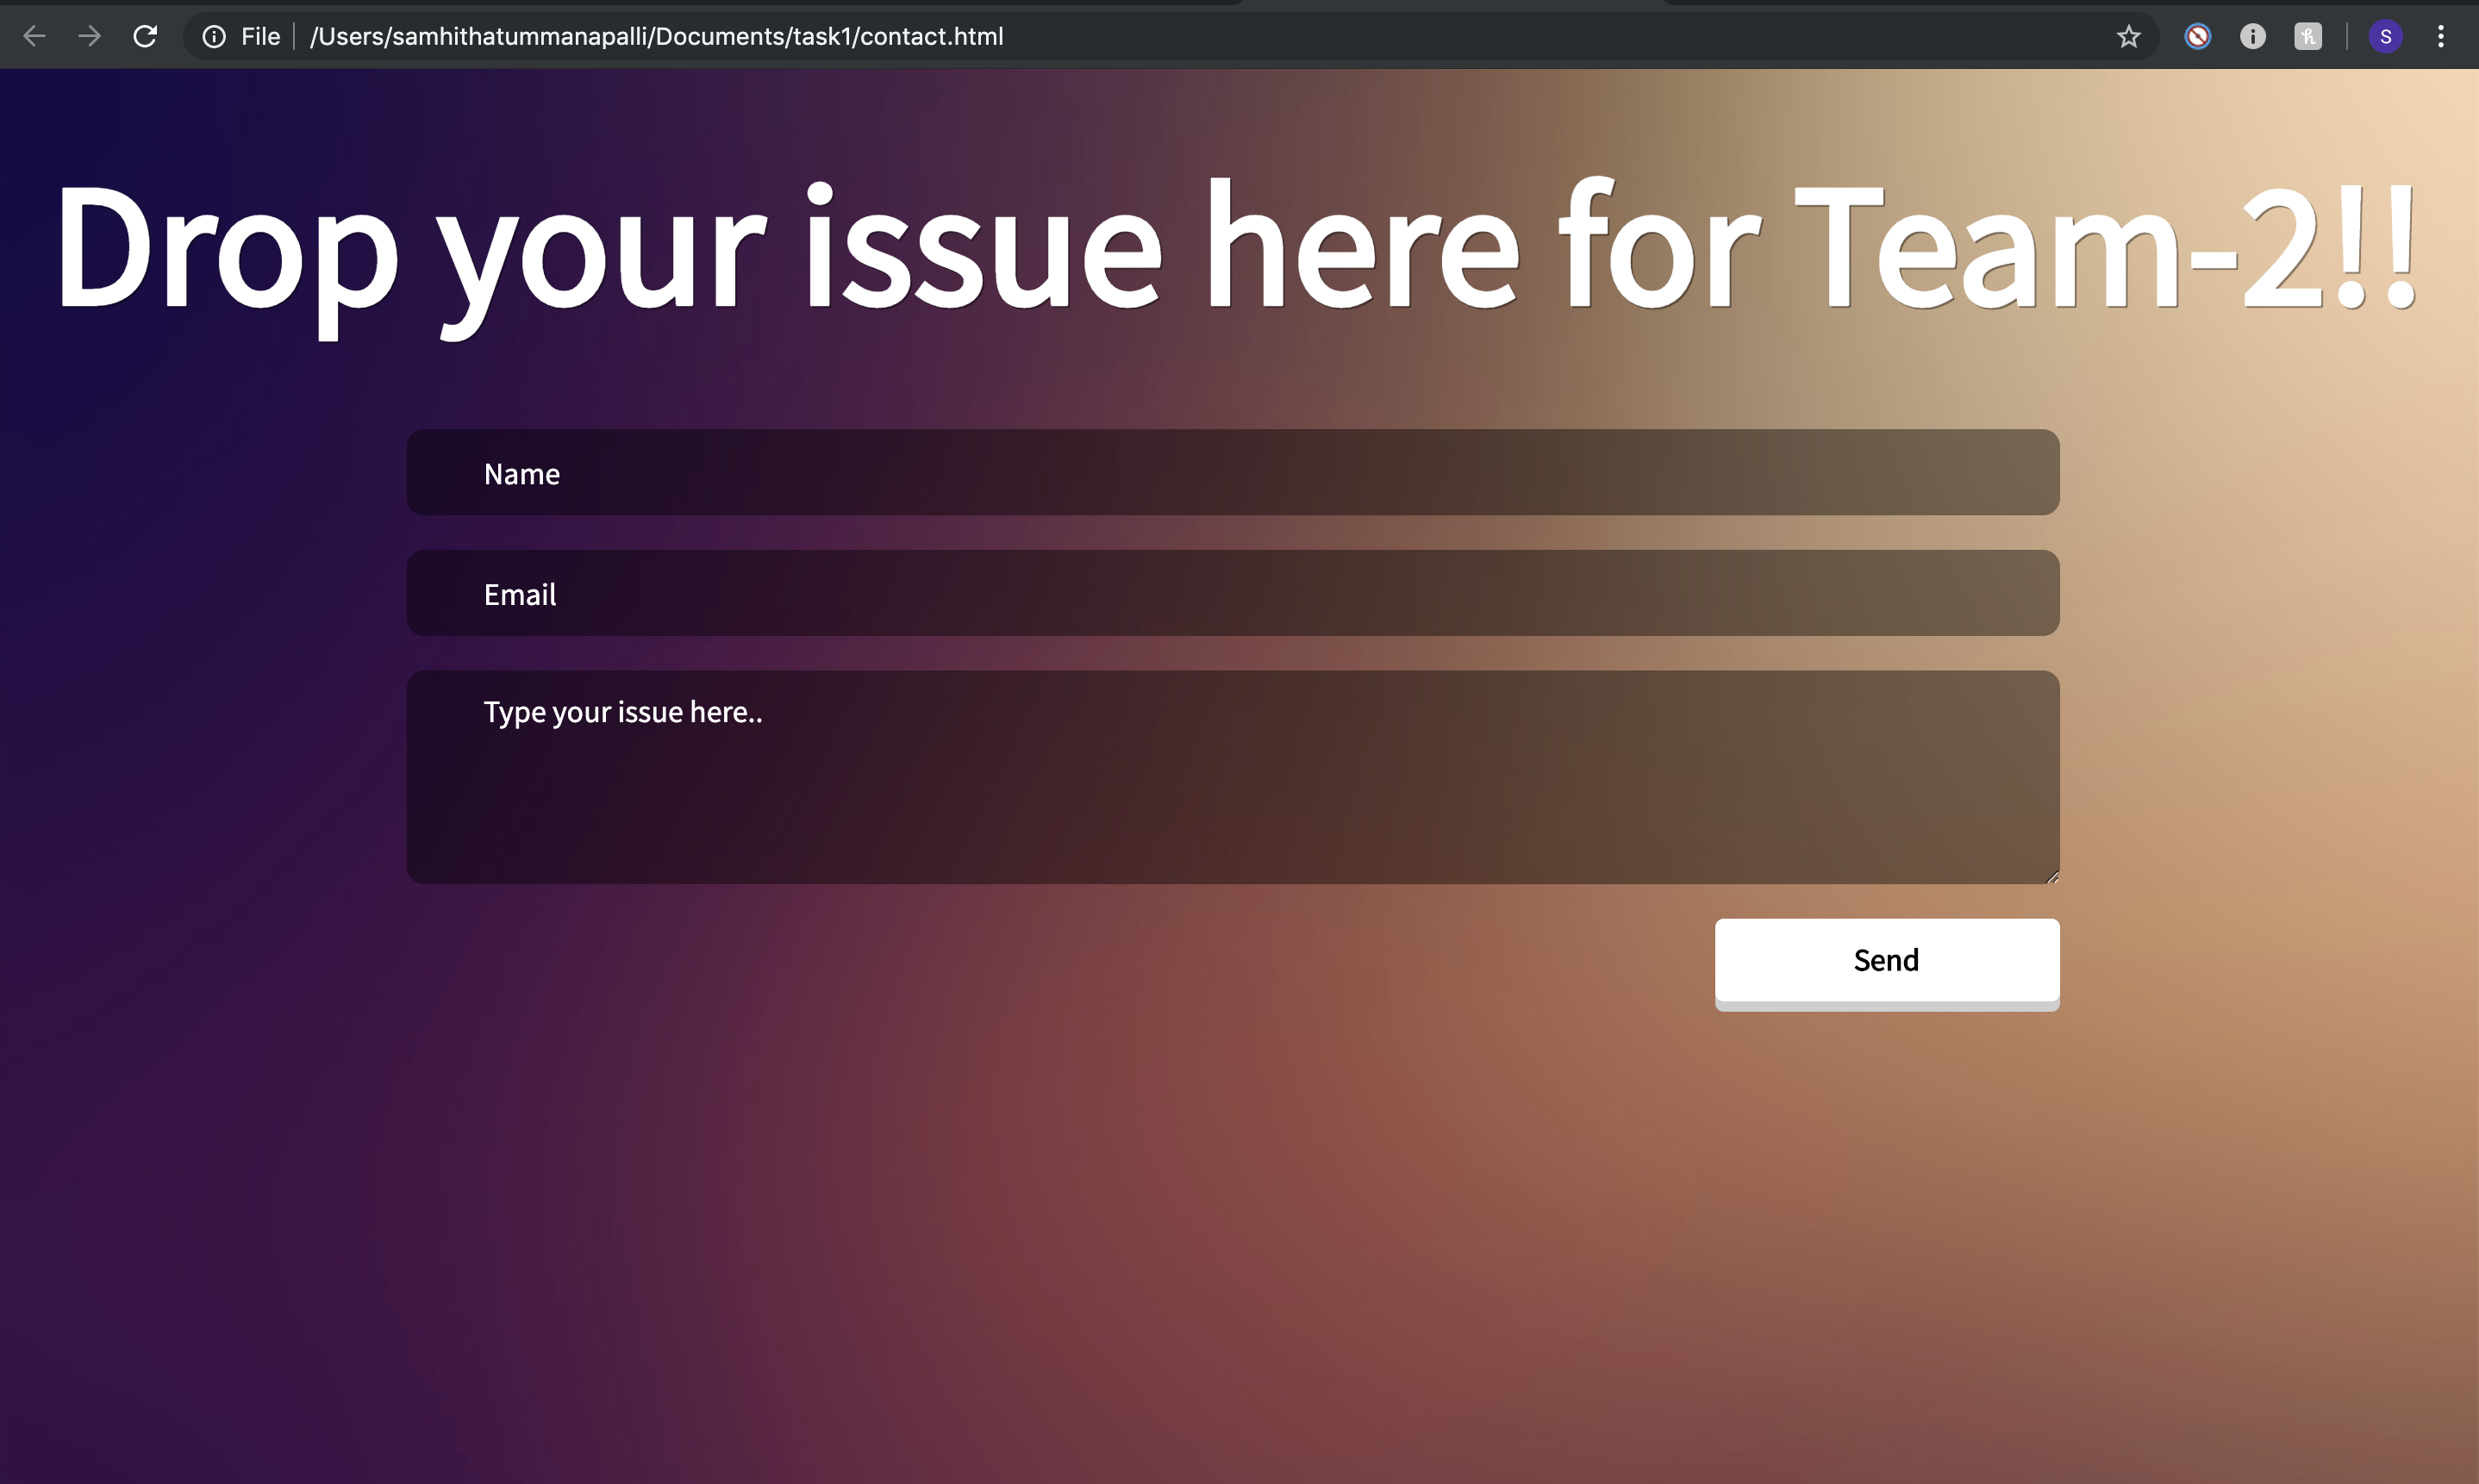 File /Users/samhithatummanapalli/Documents/task1/contact.html S
Drop your issue here for Team-2!!
Name
Email
Type your issue here..
Send